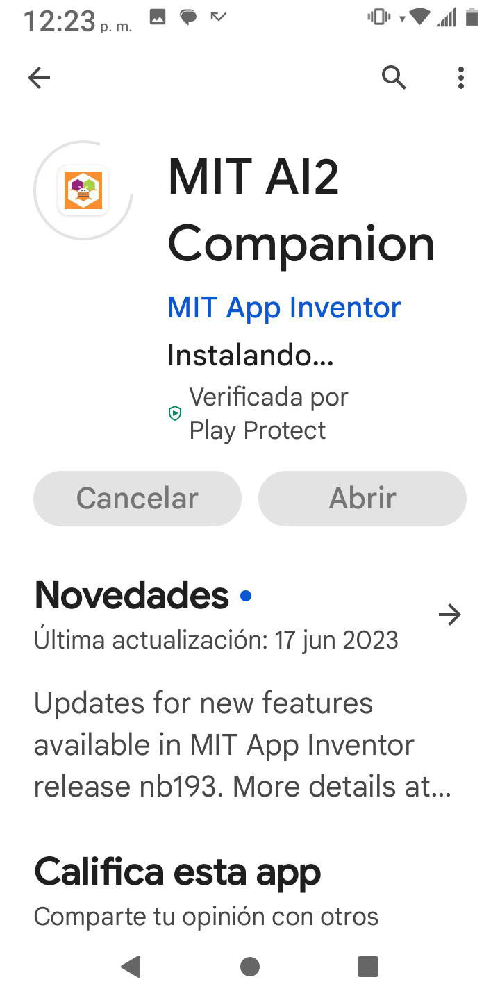 12:23 p. m.
MIT AI2
Companion
MIT App Inventor
Instalando...
Verificada por
Play Protect
Cancelar
Abrir
Novedades
Última actualización: 17 jun 2023
Updates for new features
available in MIT App Inventor
release nb193. More details at...
Califica esta app
Comparte tu opinión con otros